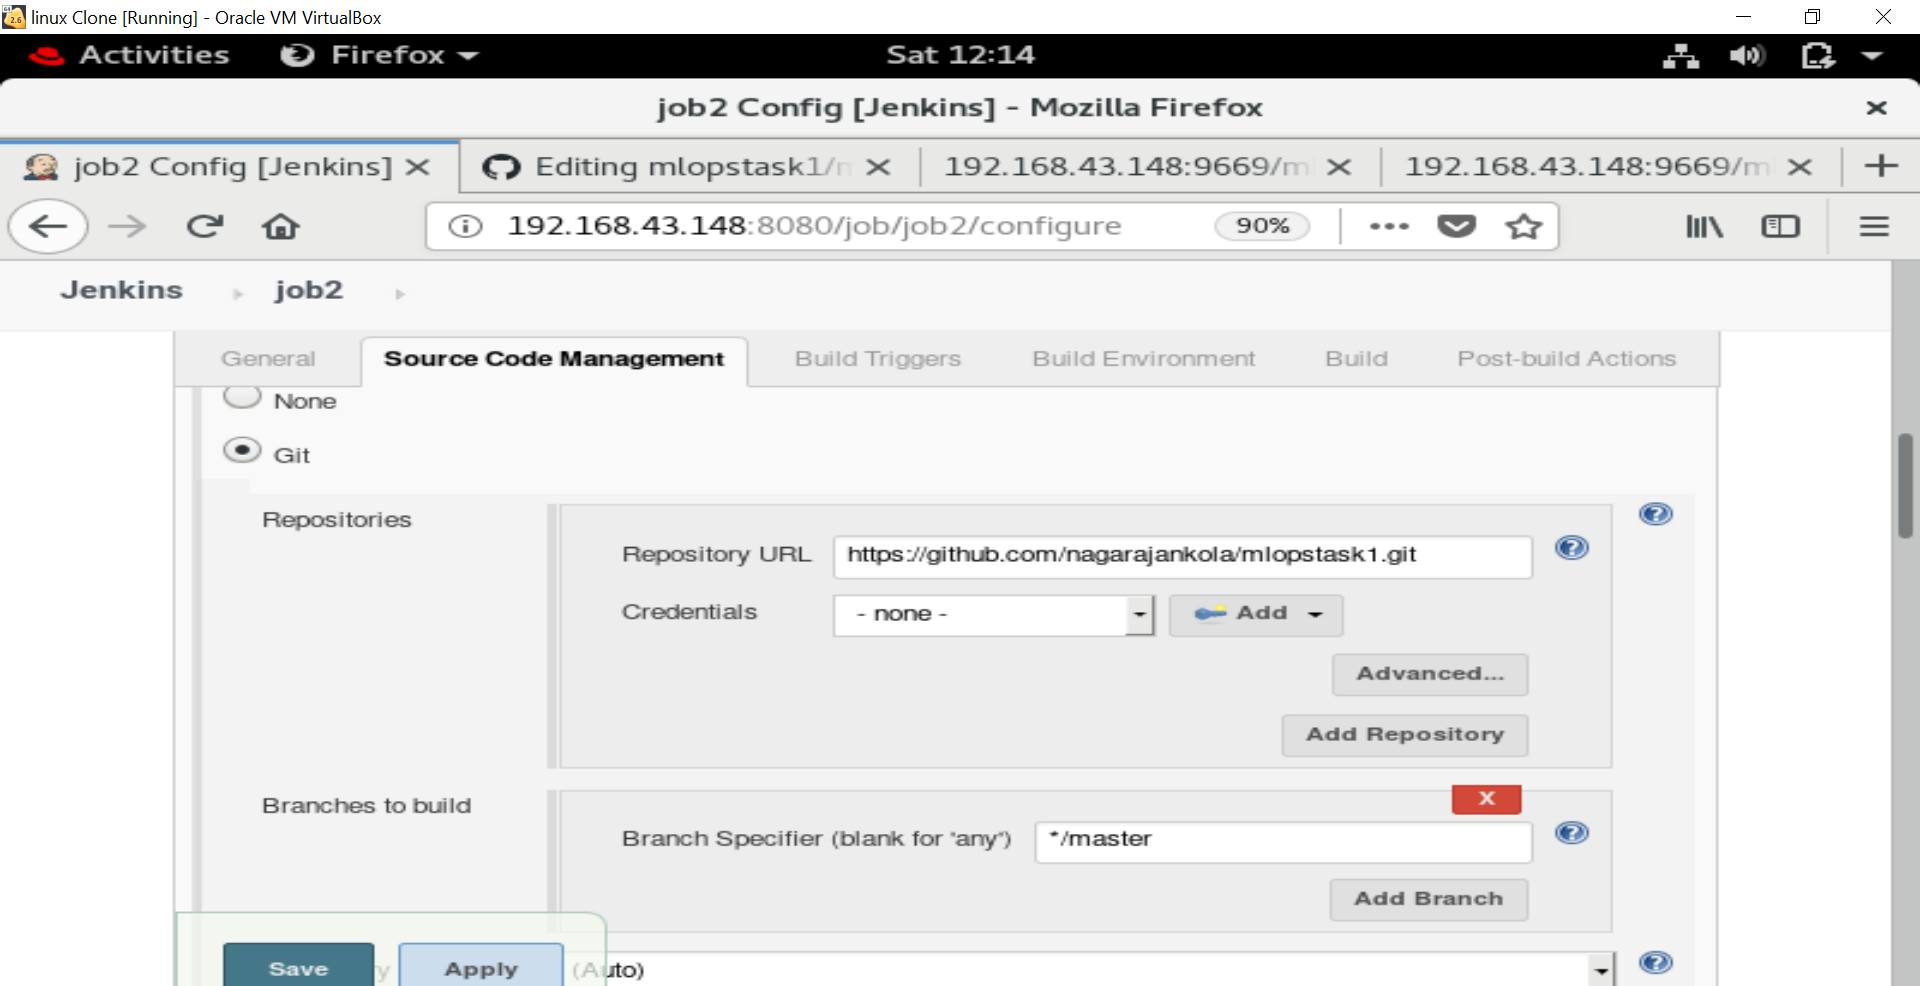 linux Clone [Running] - Oracle VM VirtualBox
Activities Firefox Sat 12:14
job2 Config [Jenkins] - Mozilla Firefox
job2 Config [Jenkins] Editing mlopstask1/ 192.168.43.148:9669/m 192.168.43.148:9669/m
192.168.43.148:8080/job/job2/configure 90%
Jenkins job2
General Source Code Management Build Triggers Build Environment Build Post-build Actions
None
Git
Repositories
Repository URL https://github.com/nagarajankola/mlopstask1.git
Credentials - none - Add
Advanced...
Add Repository
Branches to build
X
Branch Specifier (blank for 'any') */master
Add Branch
Save y Apply (Auto)